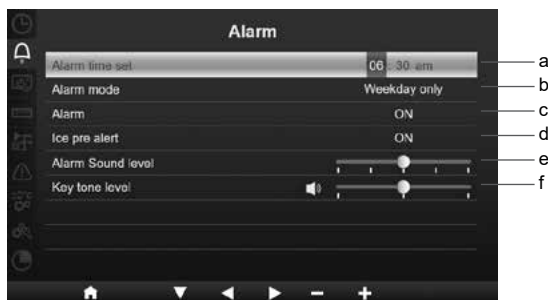 Alarm
Alarm time set 06 : 30 am a
Alarm mode Weekday only b
Alarm ON c
Ice pre alert ON d
Alarm Sound level e
Key tone level f